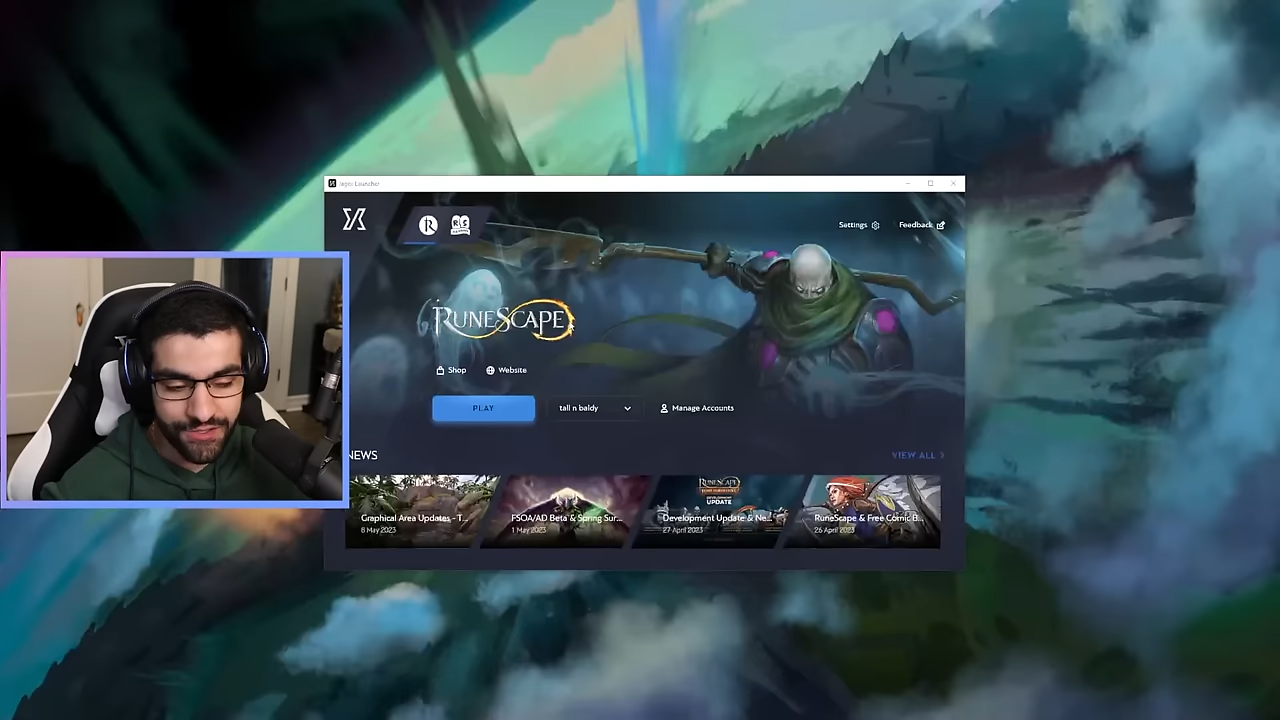 Jagex Launcher
Settings
Feedback
RUNESCAPE
Shop
Website
PLAY
tall n baldy
Manage Accounts
NEWS
VIEW ALL
Graphical Area Updates - T...
6 May 2023
FSOA/AD Beta & Spring Sur...
1 May 2023
RUNESCAPE
DEVELOPMENT
UPDATE
Development Update & Ne...
27 April 2023
RuneScape & Free Comic B...
26 April 2023